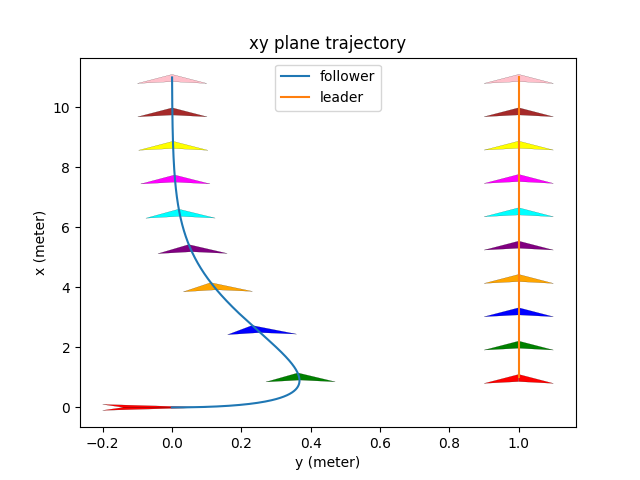 xy plane trajectory
follower
leader
10
8
6
4
2
0
x (meter)
−0.2 0.0 0.2 0.4 0.6 0.8 1.0
y (meter)